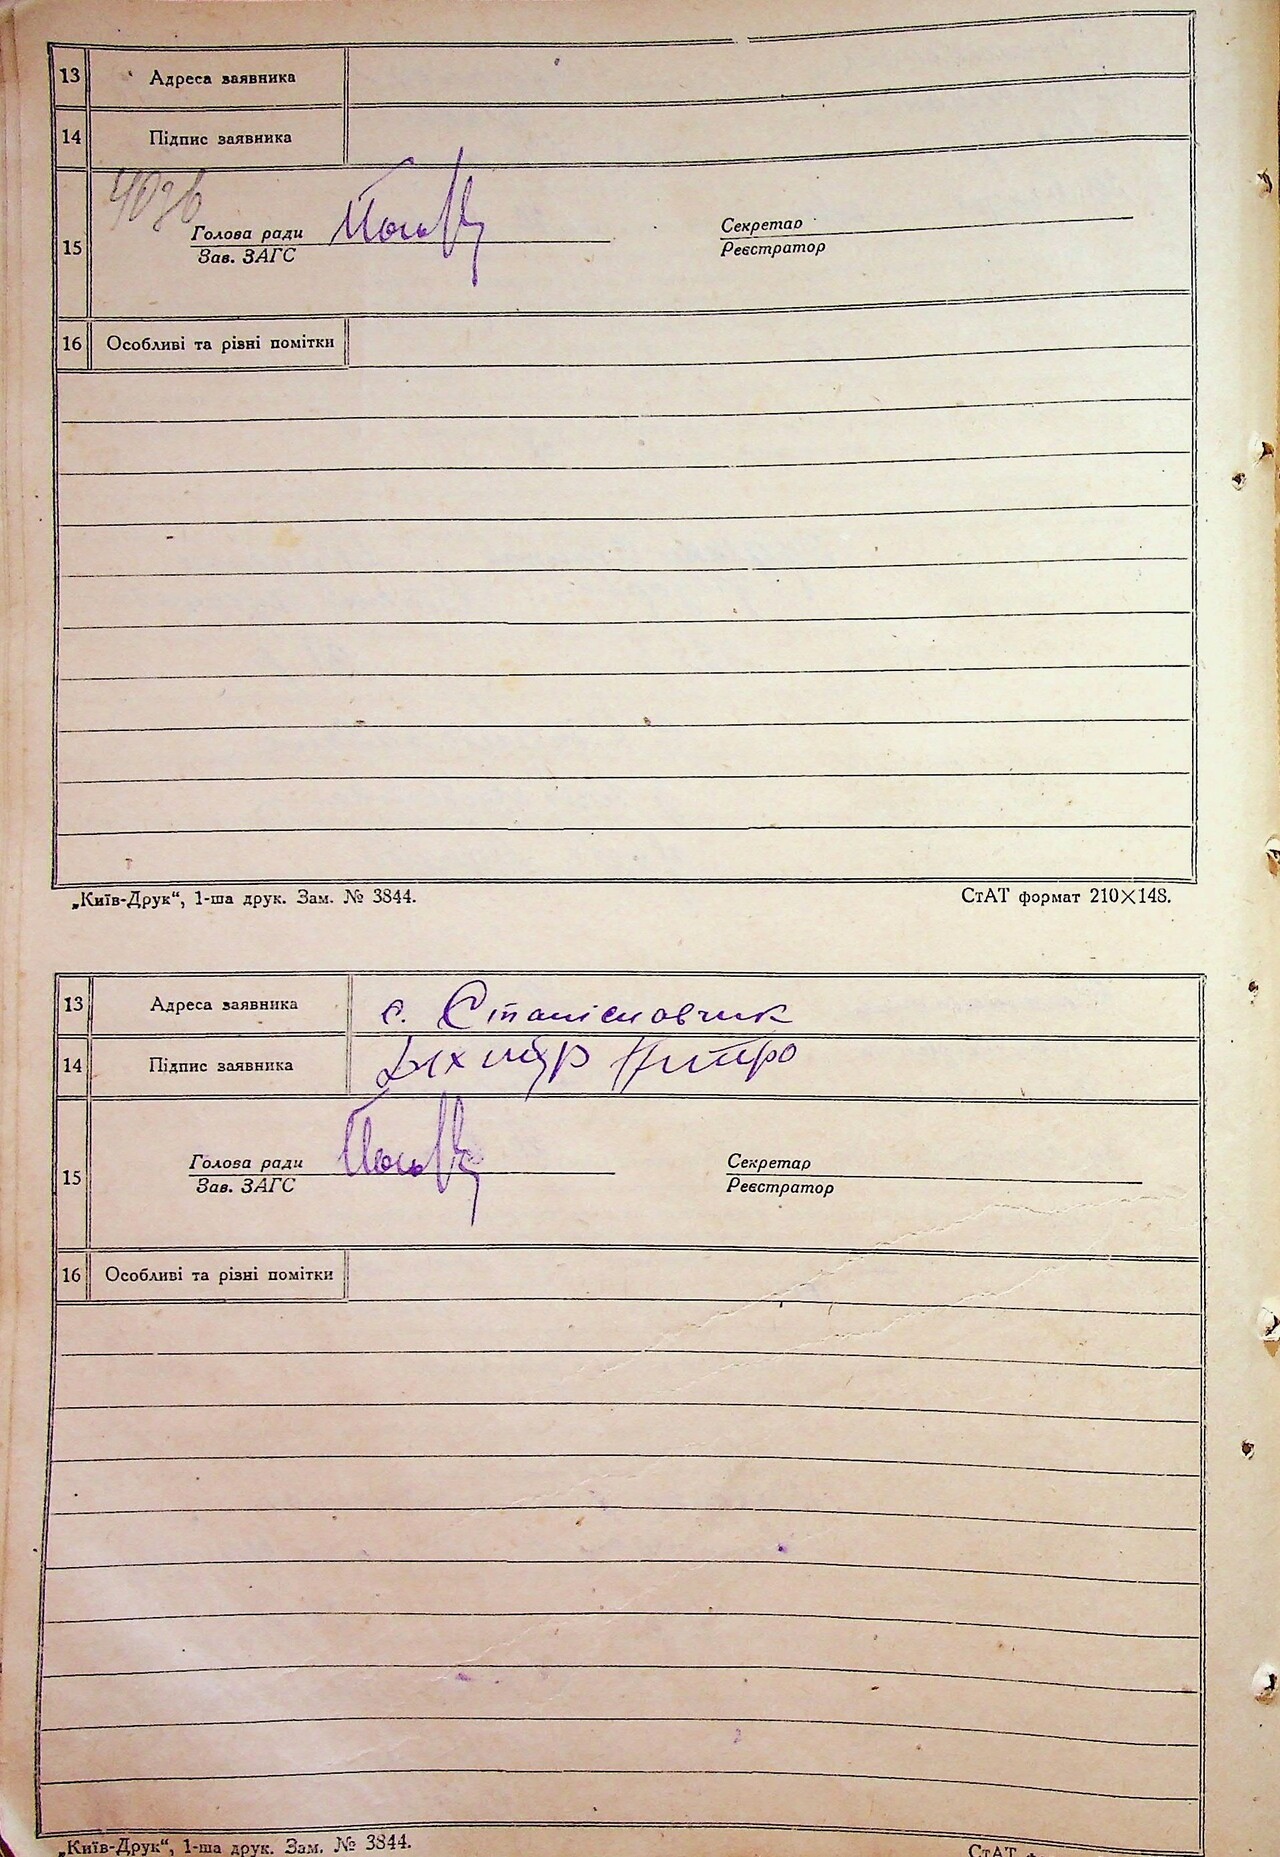 13 Адреса заявника
14 Підпис заявника
15 Голова ради Секретар
Зав. ЗАГС Реєстратор
16 Особливі та різні помітки
„Київ-Друк“, 1-ша друк. Зам. № 3844. СтАТ формат 210×148.
13 Адреса заявника с. Станіславчик
14 Підпис заявника
15 Голова ради Секретар
Зав. ЗАГС Реєстратор
16 Особливі та різні помітки
„Київ-Друк“, 1-ша друк. Зам. № 3844. СтАТ